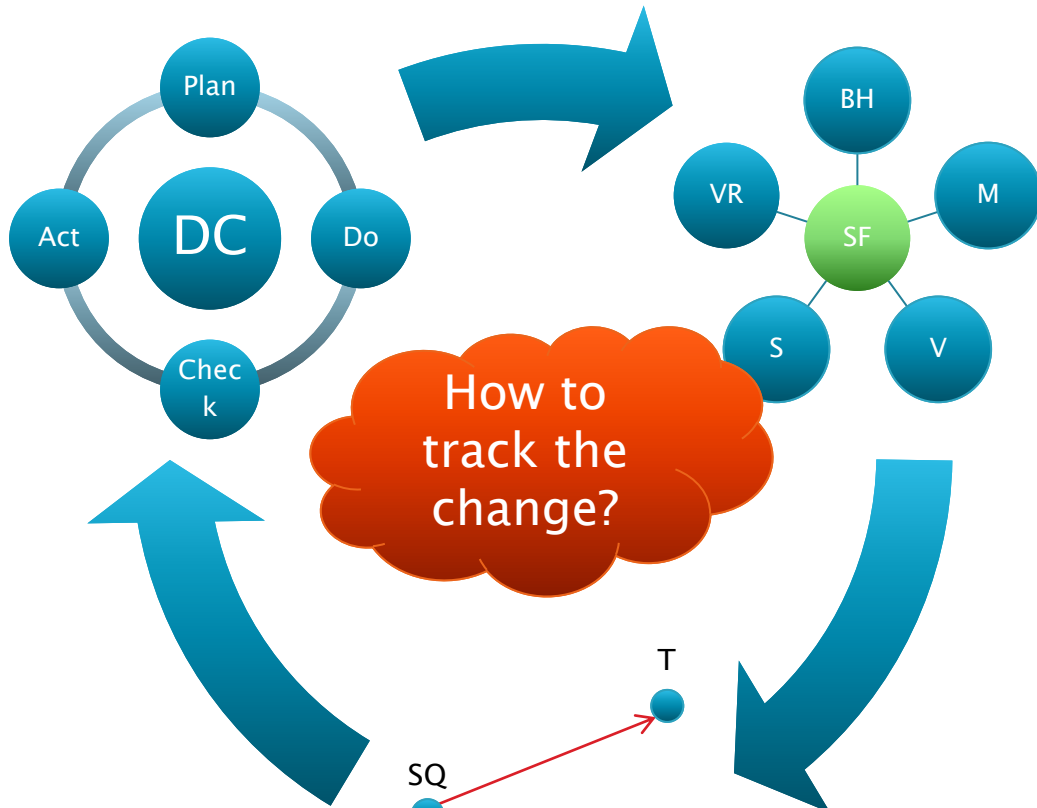 Plan
Act
DC
Do
Chec
k
BH
VR
M
SF
S
V
How to
track the
change?
T
SQ